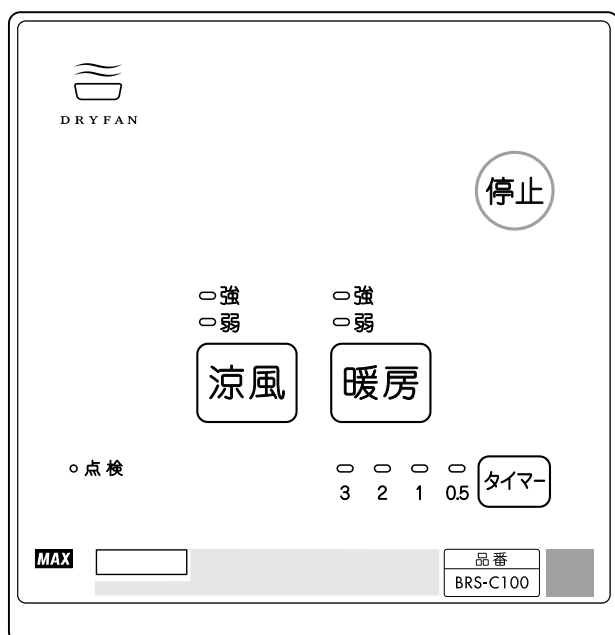 DRYFAN
停止
強 強
弱 弱
涼風 暖房
点検
3 2 1 0.5 タイマー
MAX
品番
BRS-C100